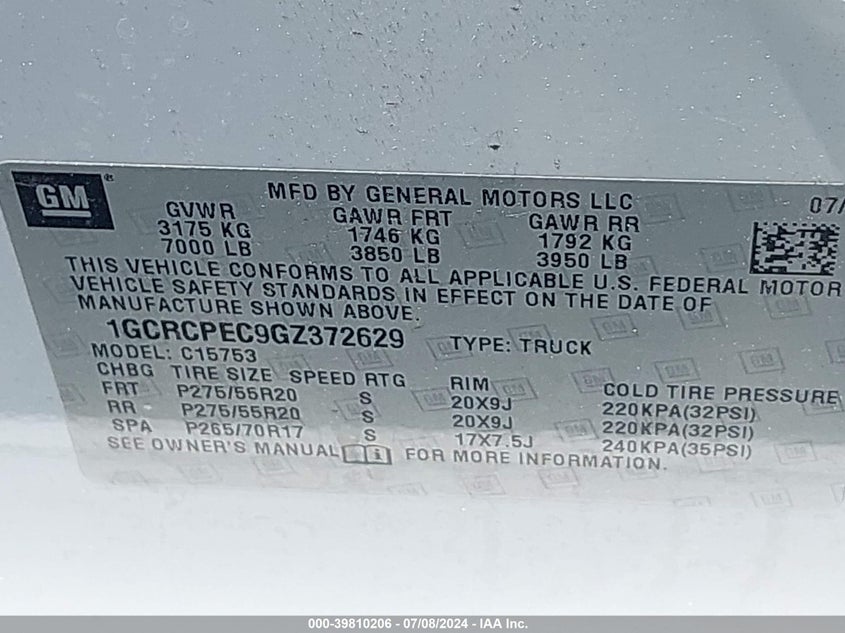 GM®
MFD BY GENERAL MOTORS LLC 07/
GVWR GAWR FRT GAWR RR
3175 KG 1746 KG 1792 KG
7000 LB 3850 LB 3950 LB
THIS VEHICLE CONFORMS TO ALL APPLICABLE U.S. FEDERAL MOTOR
VEHICLE SAFETY STANDARDS IN EFFECT ON THE DATE OF
MANUFACTURE SHOWN ABOVE.
1GCRCPEC9GZ372629 TYPE: TRUCK
MODEL: C15753
CHBG TIRE SIZE SPEED RTG RIM COLD TIRE PRESSURE
FRT P275/55R20 S 20X9J 220KPA(32PSI)
RR P275/55R20 S 20X9J 220KPA(32PSI)
SPA P265/70R17 S 17X7.5J 240KPA(35PSI)
SEE OWNER'S MANUAL FOR MORE INFORMATION.
000-39810206 - 07/08/2024 - IAA Inc.